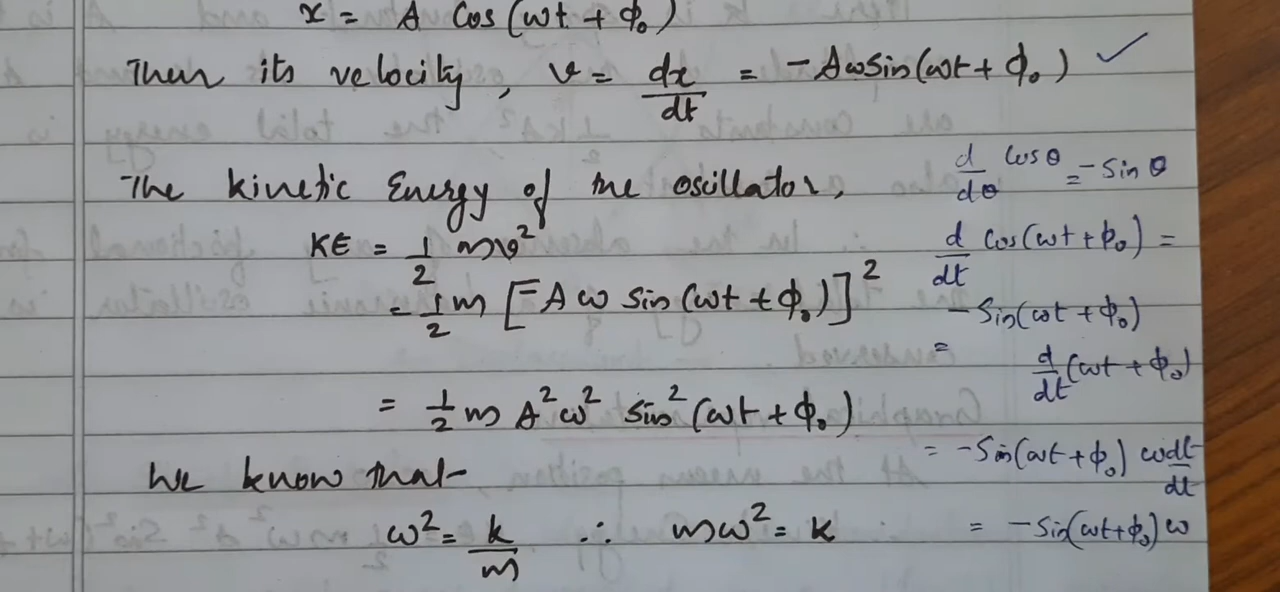 x = A Cos (ωt + ϕ₀)
Then its velocity, v = dx/dt = -Aω Sin(ωt + ϕ₀) ✓
The kinetic Energy of the oscillator,
KE = 1/2 mv²
= 1/2 m [-A ω sin (ωt + ϕ₀)]²
= 1/2 m A² ω² sin² (ωt + ϕ₀)
We know that
ω² = k/m ∴ mω² = k
d/dθ Cos θ = - Sin θ
d/dt Cos(ωt + ϕ₀) =
- Sin(ωt + ϕ₀)
= d/dt (ωt + ϕ₀)
= -Sin(ωt + ϕ₀) ωdt/dt
= -Sin(ωt+ϕ₀) ω